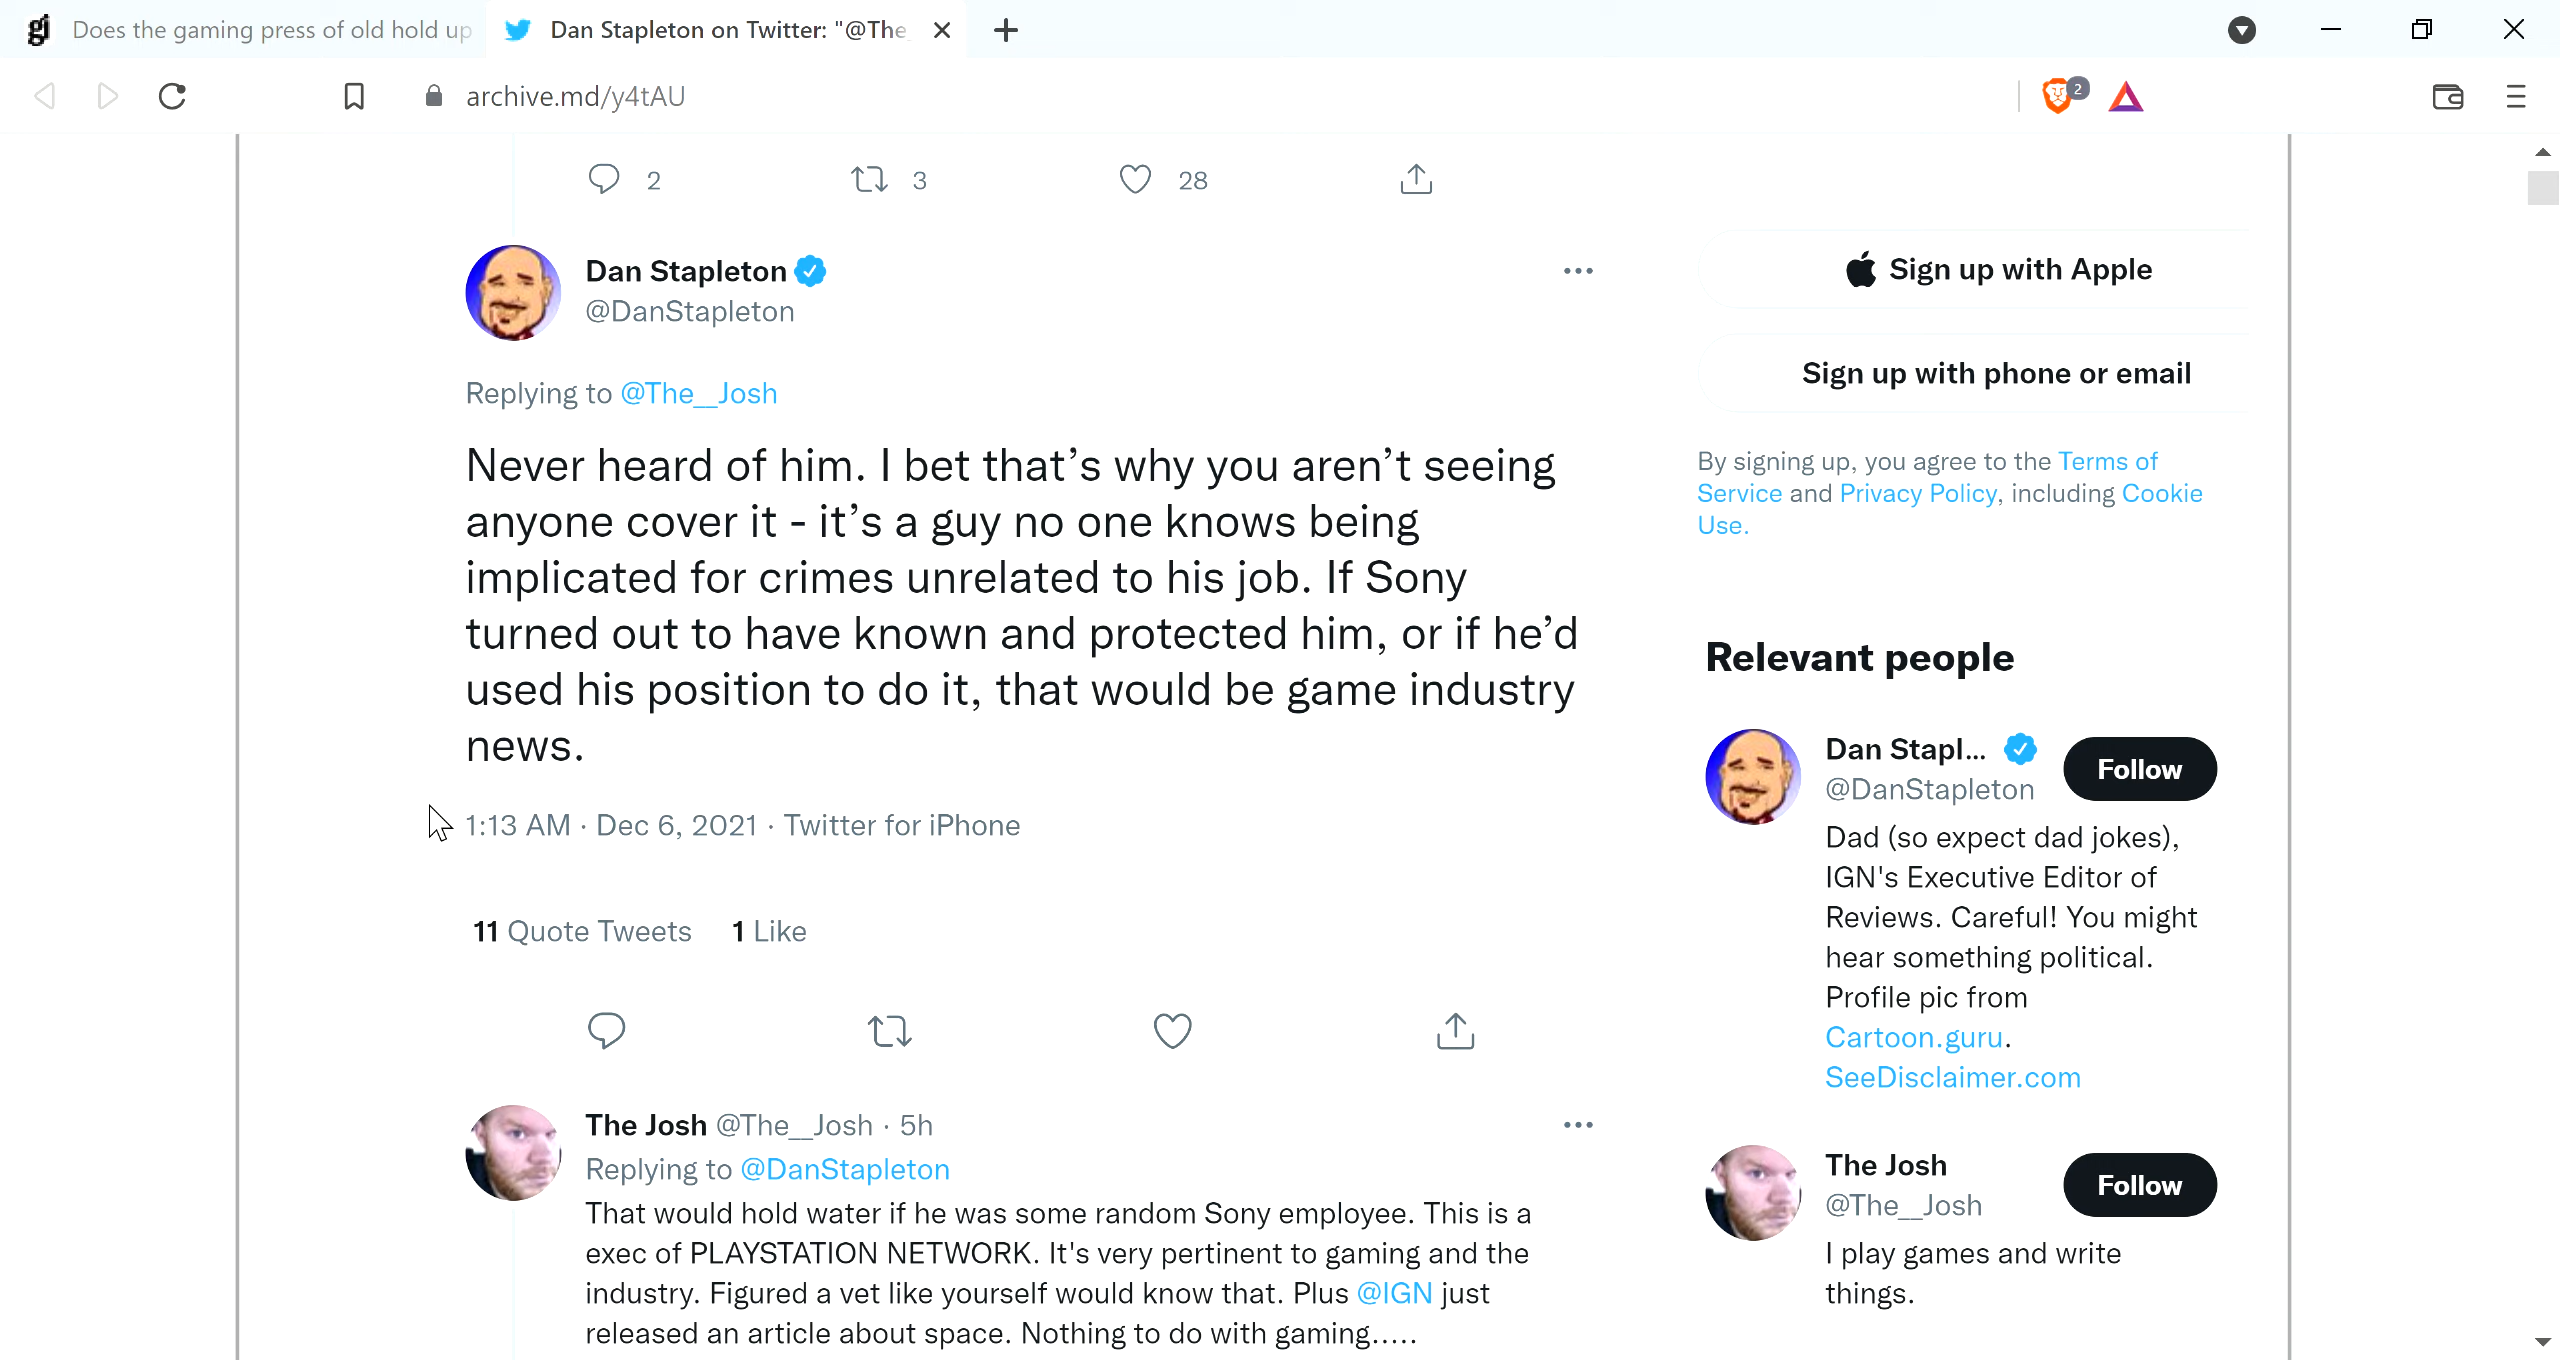 Does the gaming press of old hold up
Dan Stapleton on Twitter: "@The_
archive.md/y4tAU
2
2
3
28
Dan Stapleton
@DanStapleton
Replying to @The__Josh
Never heard of him. I bet that’s why you aren’t seeing
anyone cover it - it’s a guy no one knows being
implicated for crimes unrelated to his job. If Sony
turned out to have known and protected him, or if he’d
used his position to do it, that would be game industry
news.
1:13 AM · Dec 6, 2021 · Twitter for iPhone
11 Quote Tweets 1 Like
The Josh @The__Josh · 5h
Replying to @DanStapleton
That would hold water if he was some random Sony employee. This is a
exec of PLAYSTATION NETWORK. It's very pertinent to gaming and the
industry. Figured a vet like yourself would know that. Plus @IGN just
released an article about space. Nothing to do with gaming.....
Sign up with Apple
Sign up with phone or email
By signing up, you agree to the Terms of
Service and Privacy Policy, including Cookie
Use.
Relevant people
Dan Stapl...
@DanStapleton
Follow
Dad (so expect dad jokes),
IGN's Executive Editor of
Reviews. Careful! You might
hear something political.
Profile pic from
Cartoon.guru.
SeeDisclaimer.com
The Josh
@The__Josh
Follow
I play games and write
things.